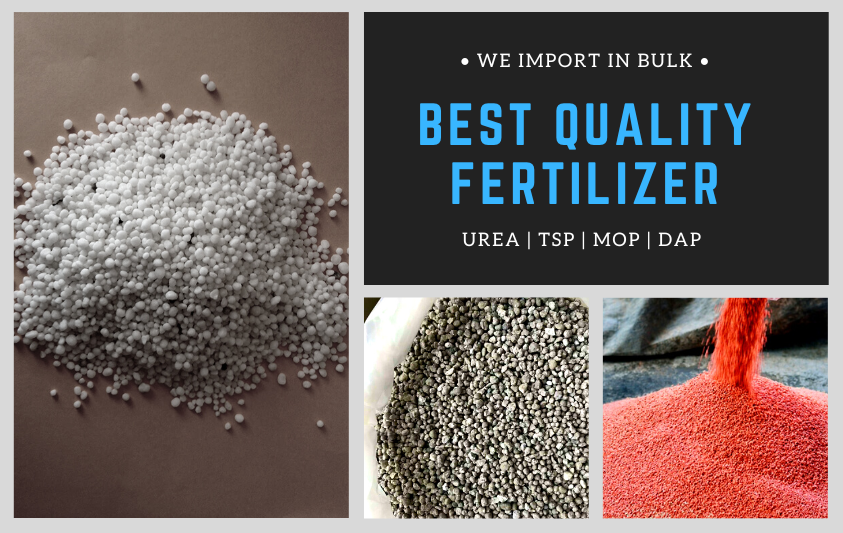 • WE IMPORT IN BULK •
BEST QUALITY
FERTILIZER
UREA | TSP | MOP | DAP